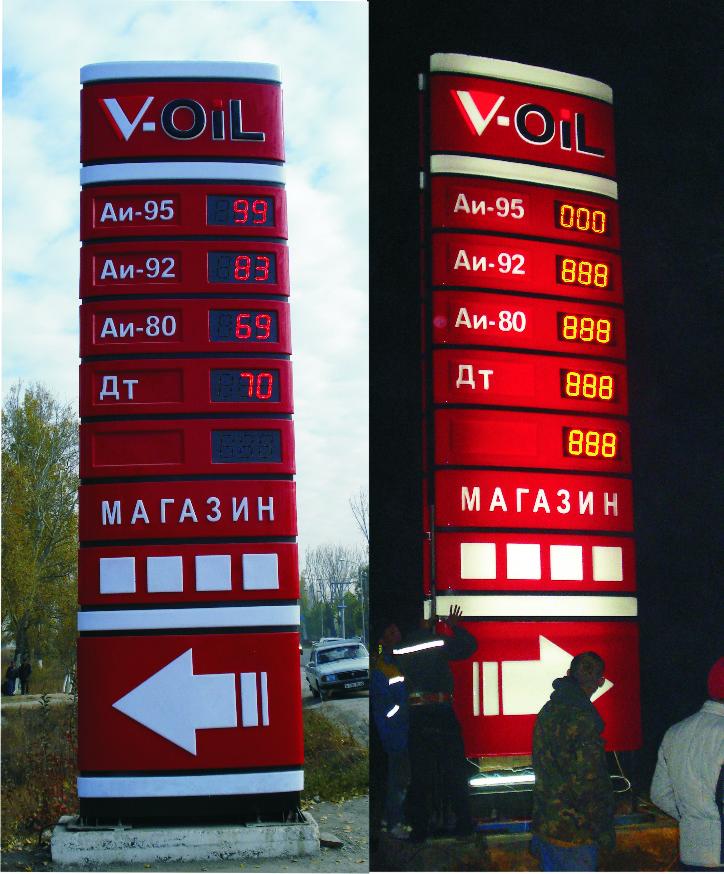 V-OiL
Аи-95 99
Аи-92 83
Аи-80 69
Дт 70
МАГАЗИН
V-OiL
Аи-95 000
Аи-92 888
Аи-80 888
Дт 888
888
МАГАЗИН